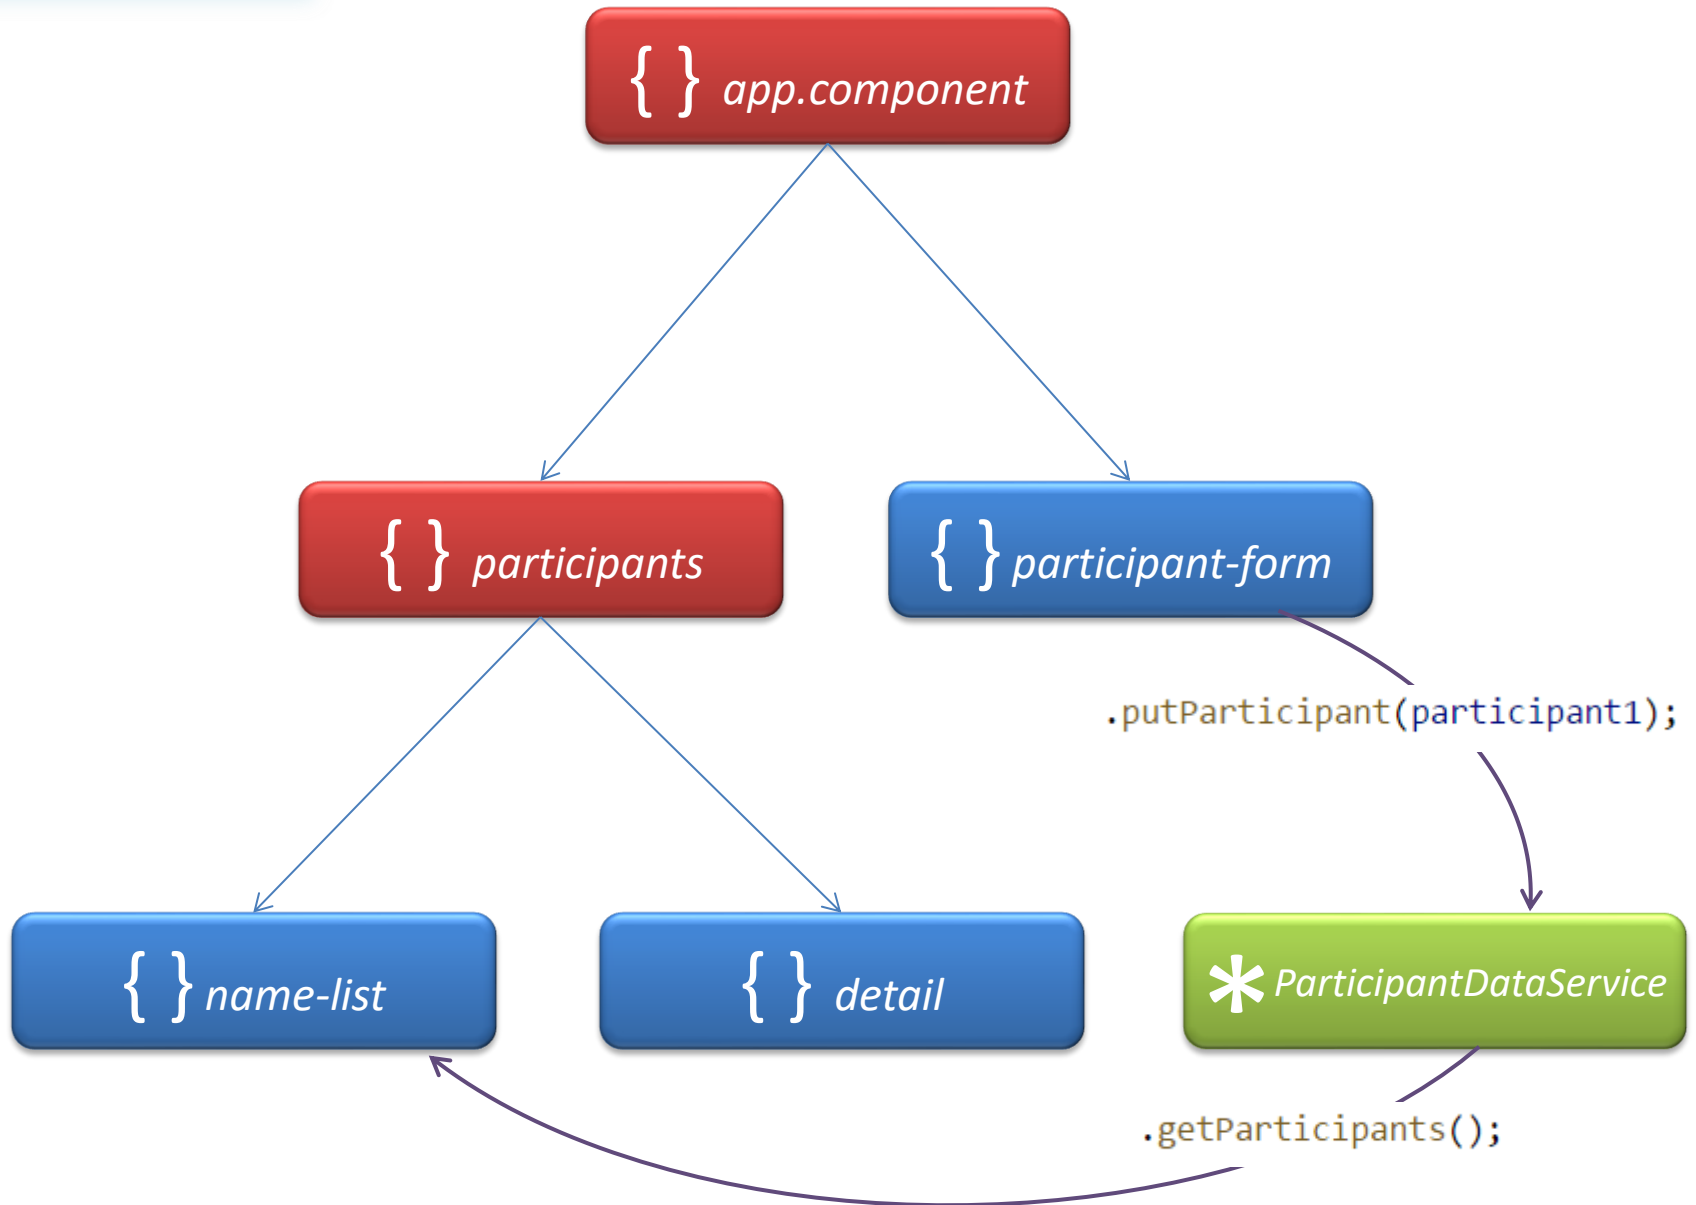 { } app.component
{ } participants
{ } participant-form
.putParticipant(participant1);
{ } name-list
{ } detail
* ParticipantDataService
.getParticipants();